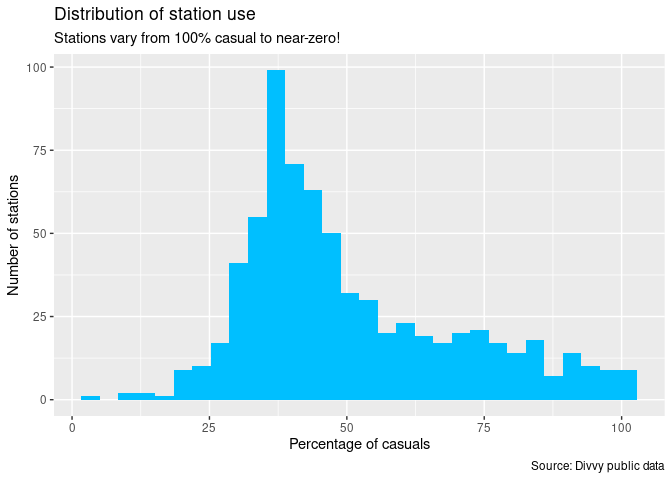 Distribution of station use
Stations vary from 100% casual to near-zero!
Number of stations
100
75
50
25
0
0 25 50 75 100
Percentage of casuals
Source: Divvy public data